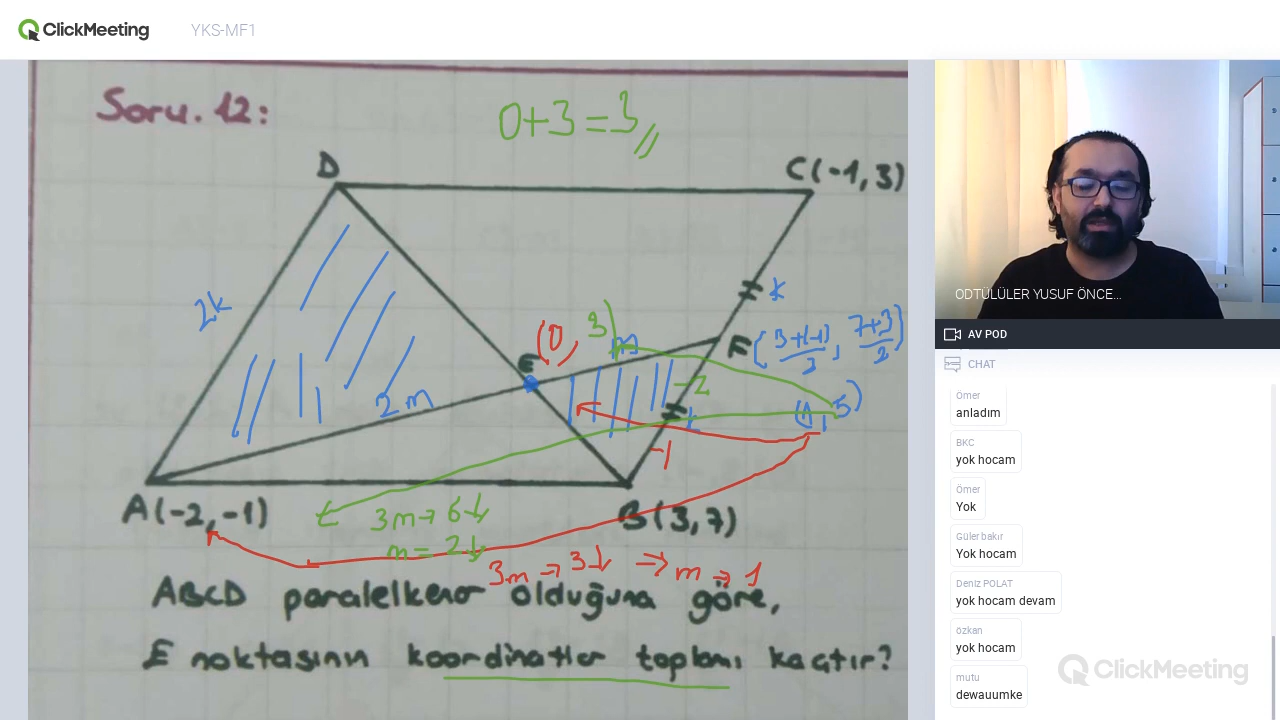 ClickMeeting
YKS-MF1
Soru. 12:
0+3=3
D
C(-1, 3)
2k
k
E
(0, 3)
m
F
(3+(-1)/2, 7+3/2)
2m
-2
k
(1, 5)
-1
A(-2, -1)
3m→6↓
m=2↓
B(3, 7)
3m→3↓ → m→1
ABCD paralelkenar olduğuna göre,
E noktasının koordinatlar toplamı kaçtır?
ODTÜLÜLER YUSUF ÖNCE...
AV POD
CHAT
Ömer
anladım
BKC
yok hocam
Ömer
Yok
Güler bakır
Yok hocam
Deniz POLAT
yok hocam devam
özkan
yok hocam
mutu
dewauumke
ClickMeeting